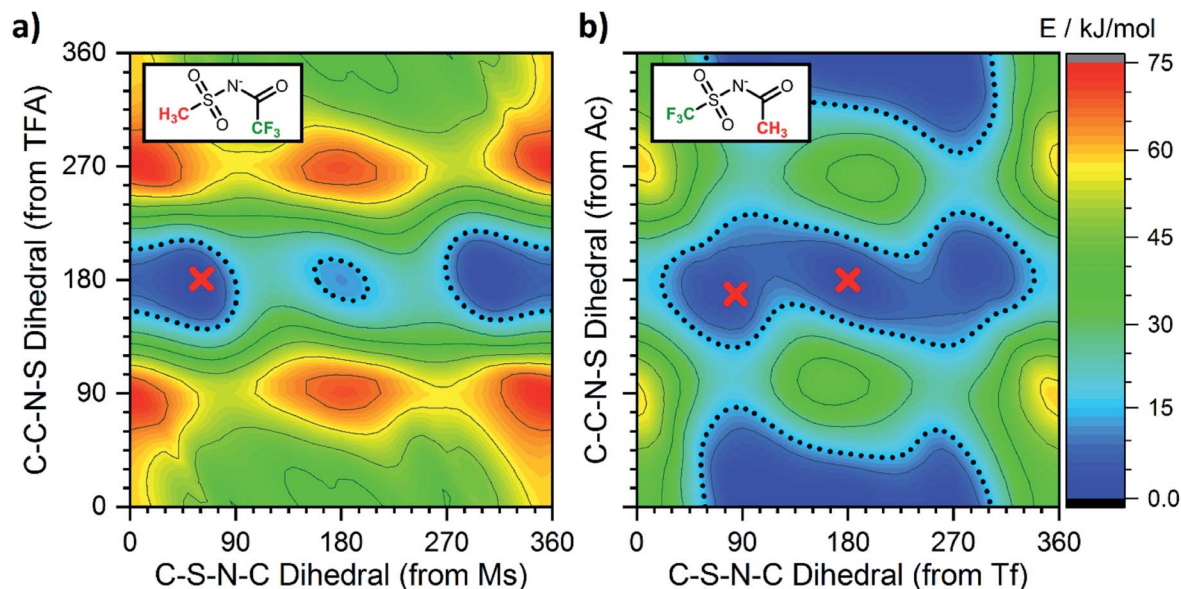 a)
b)
E / kJ/mol
C-C-N-S Dihedral (from TFA)
360
270
180
90
0
O
N-
S
H₃C
O
CF₃
0
90
180
270
360
C-S-N-C Dihedral (from Ms)
C-C-N-S Dihedral (from Ac)
O
N-
O
S
F₃C
O
CH₃
0
90
180
270
360
C-S-N-C Dihedral (from Tf)
75
60
45
30
15
0.0